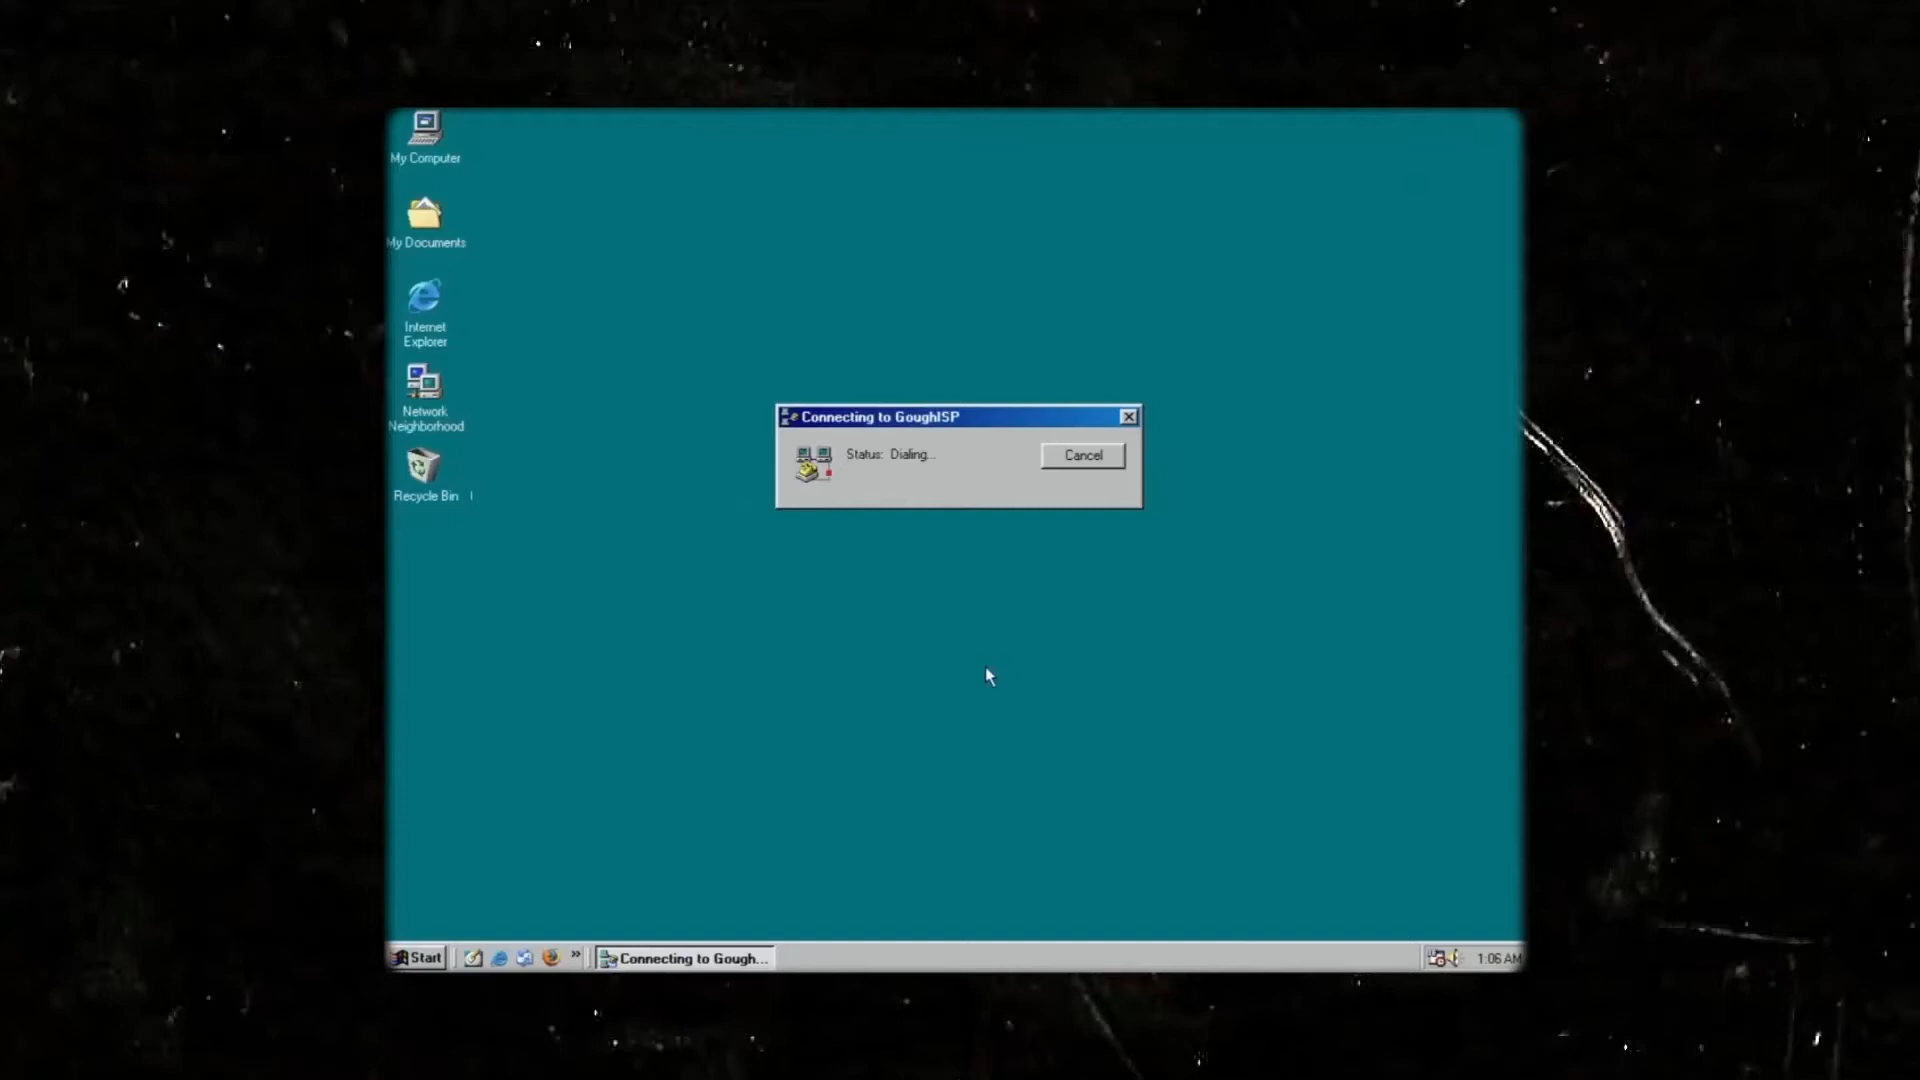 My Computer
My Documents
Internet
Explorer
Network
Neighborhood
Recycle Bin
Connecting to GoughISP
Status: Dialing...
Cancel
Start
»
Connecting to Gough...
1:06 AM